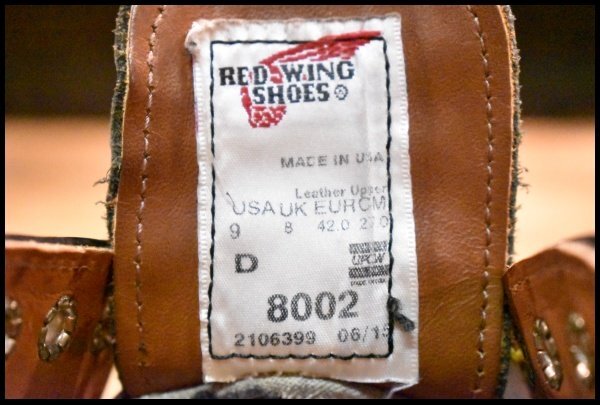 RED WING
SHOES ®
MADE IN USA
Leather Upper
USA UK EUR CM
9 8 42.0 27.0
D
UFCW
8002
2106399 06/15